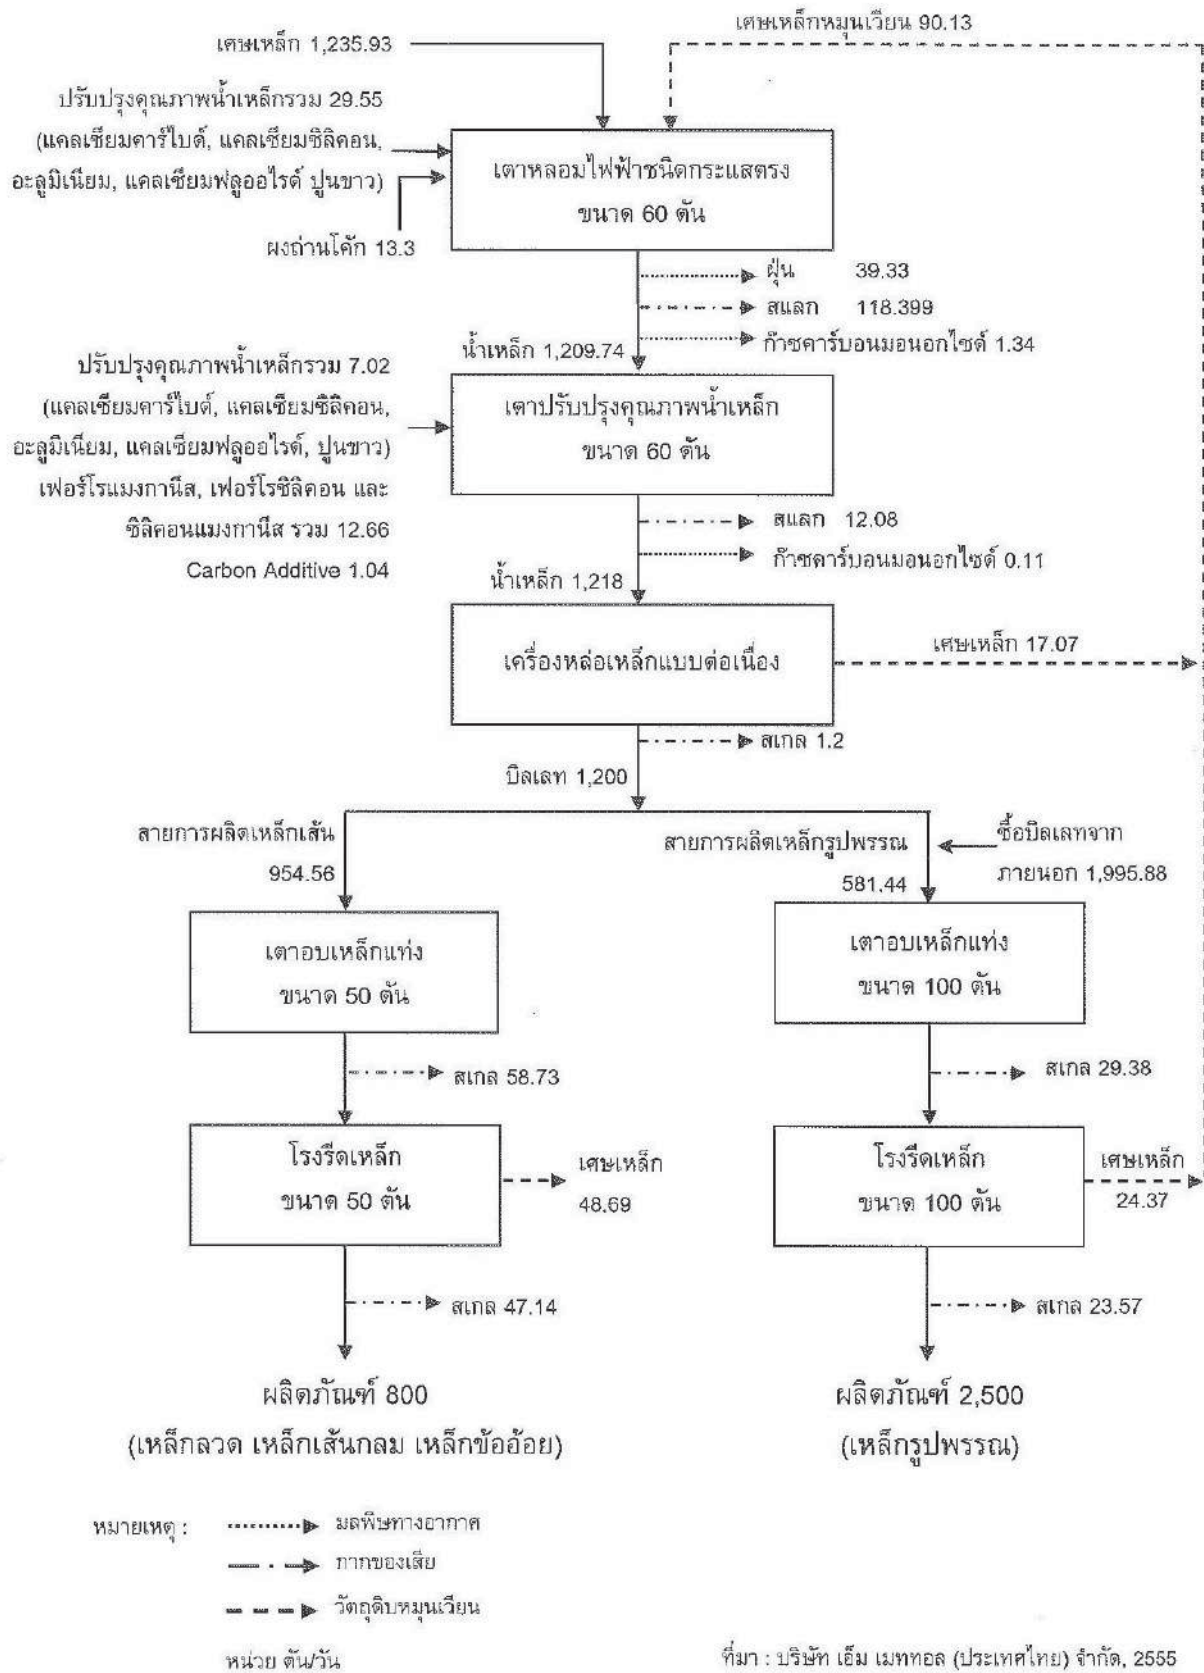 เศษเหล็กหมุนเวียน 90.13
เศษเหล็ก 1,235.93
ปรับปรุงคุณภาพน้ำเหล็กรวม 29.55
(แคลเซียมคาร์ไบด์, แคลเซียมซิลิคอน,
อะลูมิเนียม, แคลเซียมฟลูออไรด์ ปูนขาว)
ผงถ่านโค้ก 13.3
เตาหลอมไฟฟ้าชนิดกระแสตรง
ขนาด 60 ตัน
ฝุ่น 39.33
สแลก 118.399
ก๊าซคาร์บอนมอนอกไซด์ 1.34
น้ำเหล็ก 1,209.74
ปรับปรุงคุณภาพน้ำเหล็กรวม 7.02
(แคลเซียมคาร์ไบด์, แคลเซียมซิลิคอน,
อะลูมิเนียม, แคลเซียมฟลูออไรด์, ปูนขาว)
เฟอร์โรแมงกานีส, เฟอร์โรซิลิคอน และ
ซิลิคอนแมงกานีส รวม 12.66
Carbon Additive 1.04
เตาปรับปรุงคุณภาพน้ำเหล็ก
ขนาด 60 ตัน
สแลก 12.08
ก๊าซคาร์บอนมอนอกไซด์ 0.11
น้ำเหล็ก 1,218
เครื่องหล่อเหล็กแบบต่อเนื่อง
เศษเหล็ก 17.07
สเกล 1.2
บิลเลท 1,200
สายการผลิตเหล็กเส้น
954.56
สายการผลิตเหล็กรูปพรรณ
581.44
ซื้อบิลเลทจาก
ภายนอก 1,995.88
เตาอบเหล็กแท่ง
ขนาด 50 ตัน
เตาอบเหล็กแท่ง
ขนาด 100 ตัน
สเกล 58.73
สเกล 29.38
โรงรีดเหล็ก
ขนาด 50 ตัน
เศษเหล็ก
48.69
โรงรีดเหล็ก
ขนาด 100 ตัน
เศษเหล็ก
24.37
สเกล 47.14
สเกล 23.57
ผลิตภัณฑ์ 800
(เหล็กลวด เหล็กเส้นกลม เหล็กข้ออ้อย)
ผลิตภัณฑ์ 2,500
(เหล็กรูปพรรณ)
หมายเหตุ :
มลพิษทางอากาศ
กากของเสีย
วัตถุดิบหมุนเวียน
หน่วย ตัน/วัน
ที่มา : บริษัท เอ็ม เมททอล (ประเทศไทย) จำกัด, 2555